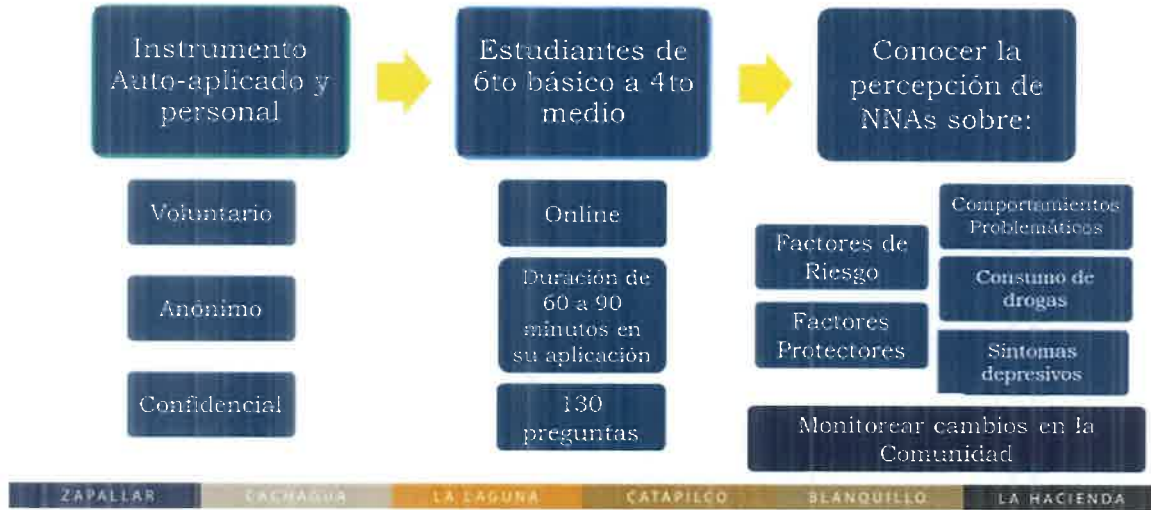 Instrumento
Auto-aplicado y
personal
Estudiantes de
6to básico a 4to
medio
Conocer la
percepción de
NNAs sobre:
Voluntario
Anónimo
Confidencial
Online
Duración de
60 a 90
minutos en
su aplicación
130
preguntas
Factores de
Riesgo
Factores
Protectores
Comportamientos
Problemáticos
Consumo de
drogas
Síntomas
depresivos
Monitorear cambios en la
Comunidad
ZAPALLAR CACHAGUA LA LAGUNA CATAPILCO BLANQUILLO LA HACIENDA